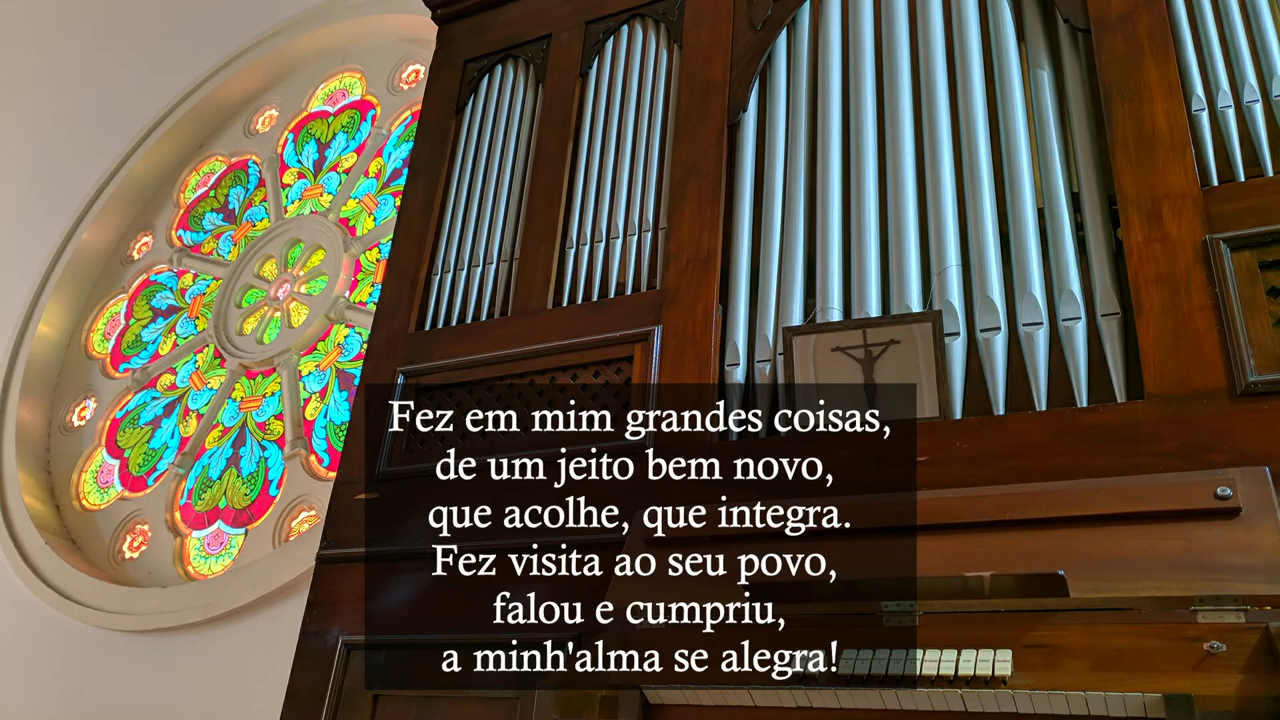 Fez em mim grandes coisas,
de um jeito bem novo,
que acolhe, que integra.
Fez visita ao seu povo,
falou e cumpriu,
a minh'alma se alegra!